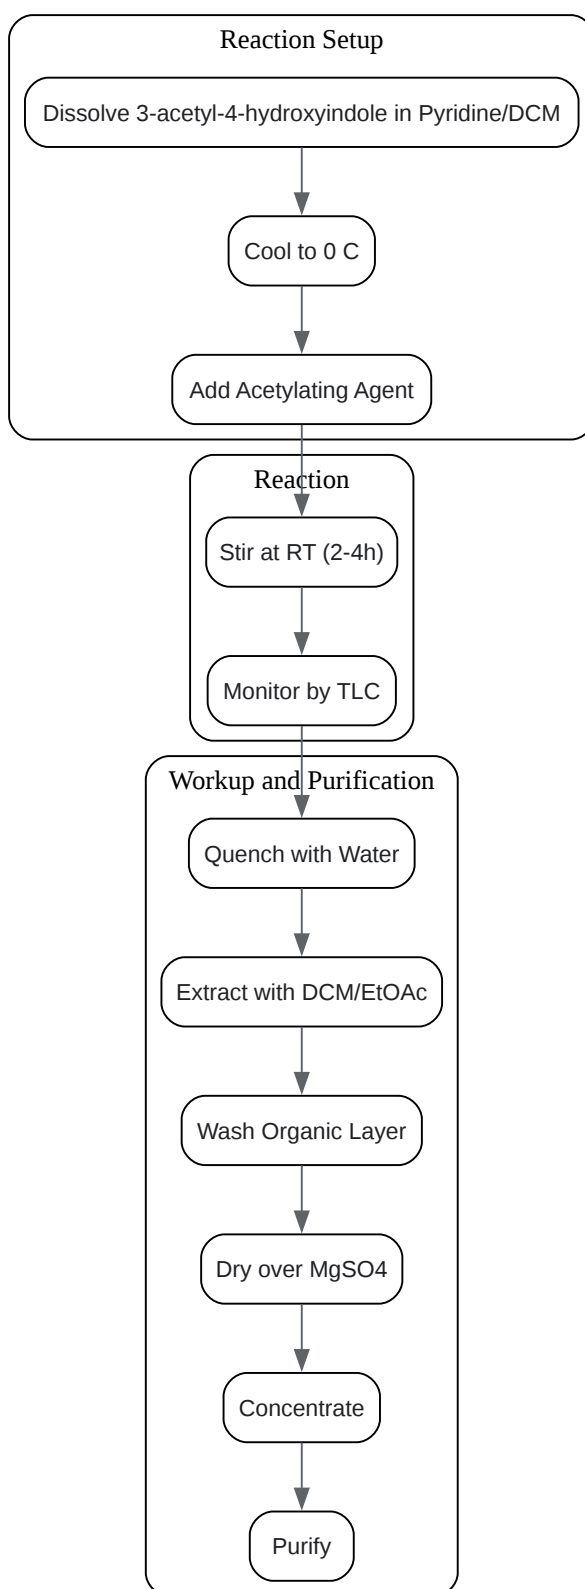 Reaction Setup
Dissolve 3-acetyl-4-hydroxyindole in Pyridine/DCM
Cool to 0 C
Add Acetylating Agent
Reaction
Stir at RT (2-4h)
Monitor by TLC
Workup and Purification
Quench with Water
Extract with DCM/EtOAc
Wash Organic Layer
Dry over MgSO4
Concentrate
Purify